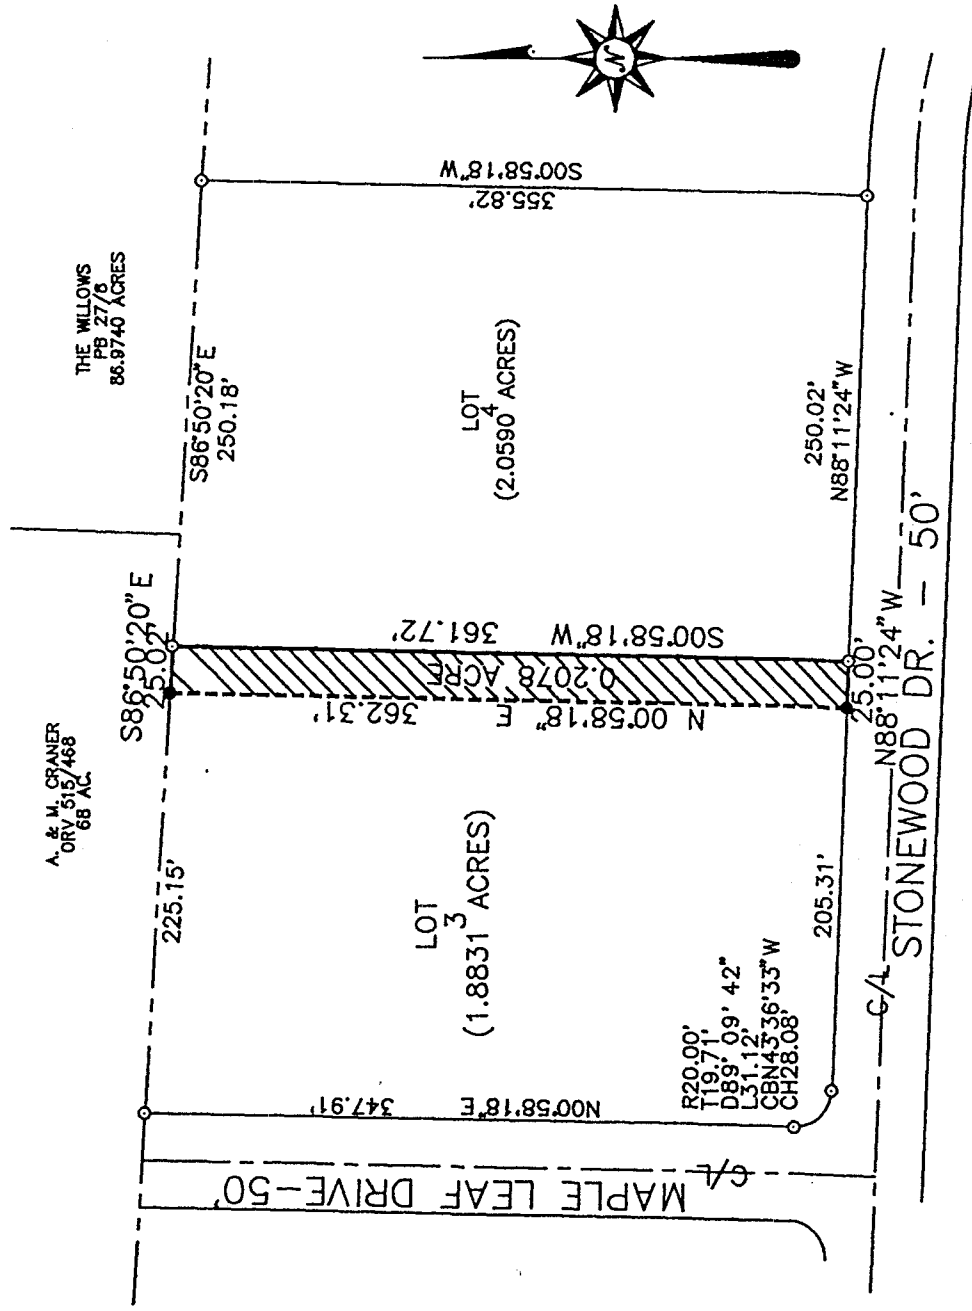 THE WILLOWS
PB 27/8
86.9740 ACRES
A. & M. CRANER
ORV 515/468
68 AC.
S86°50'20"E
250.18'
S86°50'20"E
25.02'
225.15'
S00°58'18"W
355.82'
LOT
4
(2.0590 ACRES)
S00°58'18"W 361.72'
0.2078 ACRE
N 00°58'18" E 362.31'
LOT
3
(1.8831 ACRES)
N00°58'18"E 347.91'
250.02'
N88°11'24"W
25.00'
N88°11'24"W
205.31'
R20.00'
T19.71'
D89° 09' 42"
L31.12'
CBN43°36'33"W
CH28.08'
C/L
STONEWOOD DR. - 50'
C/L
MAPLE LEAF DRIVE-50'
N